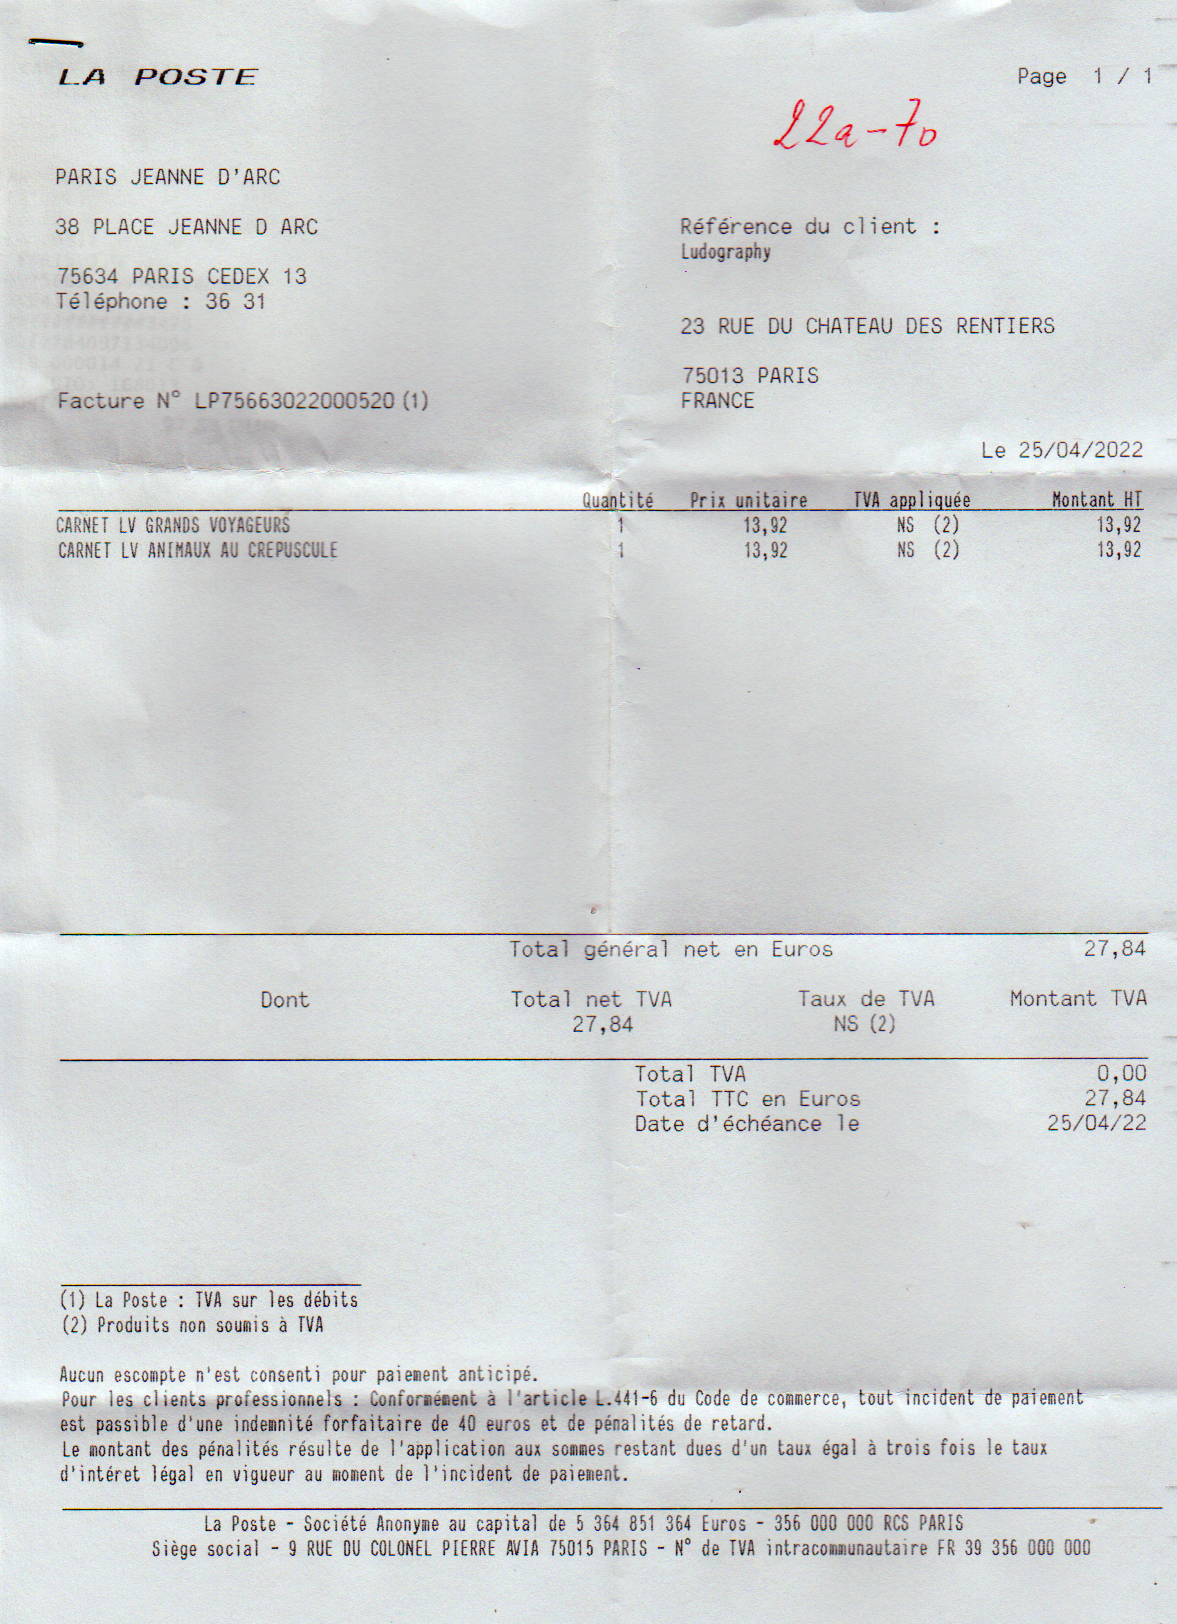 LA POSTE
Page 1 / 1
22a-70
PARIS JEANNE D'ARC
38 PLACE JEANNE D ARC
75634 PARIS CEDEX 13
Téléphone : 36 31
Référence du client :
Ludography
23 RUE DU CHATEAU DES RENTIERS
75013 PARIS
FRANCE
Facture N° LP75663022000520 (1)
Le 25/04/2022
Quantité Prix unitaire TVA appliquée Montant HT
CARNET LV GRANDS VOYAGEURS 1 13,92 NS (2) 13,92
CARNET LV ANIMAUX AU CREPUSCULE 1 13,92 NS (2) 13,92
Total général net en Euros 27,84
Dont Total net TVA Taux de TVA Montant TVA
27,84 NS (2)
Total TVA 0,00
Total TTC en Euros 27,84
Date d'échéance le 25/04/22
(1) La Poste : TVA sur les débits
(2) Produits non soumis à TVA
Aucun escompte n'est consenti pour paiement anticipé.
Pour les clients professionnels : Conformément à l'article L.441-6 du Code de commerce, tout incident de paiement
est passible d'une indemnité forfaitaire de 40 euros et de pénalités de retard.
Le montant des pénalités résulte de l'application aux sommes restant dues d'un taux égal à trois fois le taux
d'intéret légal en vigueur au moment de l'incident de paiement.
La Poste - Société Anonyme au capital de 5 364 851 364 Euros - 356 000 000 RCS PARIS
Siège social - 9 RUE DU COLONEL PIERRE AVIA 75015 PARIS - N° de TVA intracommunautaire FR 39 356 000 000